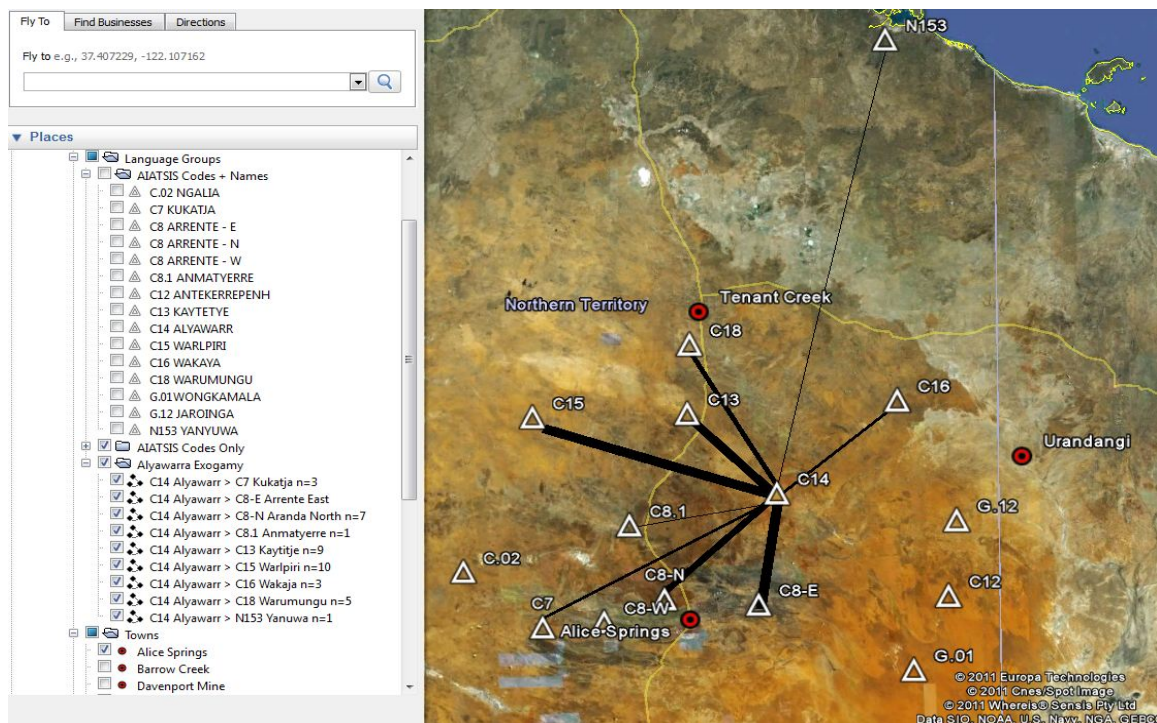 Fly To
Find Businesses
Directions
Fly to e.g., 37.407229, -122.107162
Places
Language Groups
AIATSIS Codes + Names
C.02 NGALIA
C7 KUKATJA
C8 ARRENTE - E
C8 ARRENTE - N
C8 ARRENTE - W
C8.1 ANMATYERRE
C12 ANTEKERREPENH
C13 KAYTETYE
C14 ALYAWARR
C15 WARLPIRI
C16 WAKAYA
C18 WARUMUNGU
G.01WONGKAMALA
G.12 JAROINGA
N153 YANYUWA
AIATSIS Codes Only
Alyawarra Exogamy
C14 Alyawarr > C7 Kukatja n=3
C14 Alyawarr > C8-E Arrente East
C14 Alyawarr > C8-N Aranda North n=7
C14 Alyawarr > C8.1 Anmatyerre n=1
C14 Alyawarr > C13 Kaytitje n=9
C14 Alyawarr > C15 Warlpiri n=10
C14 Alyawarr > C16 Wakaja n=3
C14 Alyawarr > C18 Warumungu n=5
C14 Alyawarr > N153 Yanuwa n=1
Towns
Alice Springs
Barrow Creek
Davenport Mine
N153
Northern Territory
Tenant Creek
C18
C16
C15
C13
Urandangi
C14
C8.1
G.12
C.02
C8-N
C8-E
C12
C7
C8-W
Alice Springs
G.01
© 2011 Europa Technologies
© 2011 Cnes/Spot Image
© 2011 Whereis® Sensis Pty Ltd
Data SIO, NOAA, U.S. Navy, NGA, GEBC